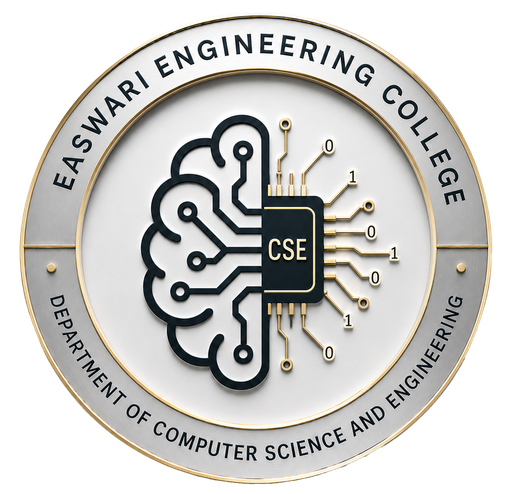 EASWARI ENGINEERING COLLEGE
CSE
0
1
0
1
0
1
0
DEPARTMENT OF COMPUTER SCIENCE AND ENGINEERING